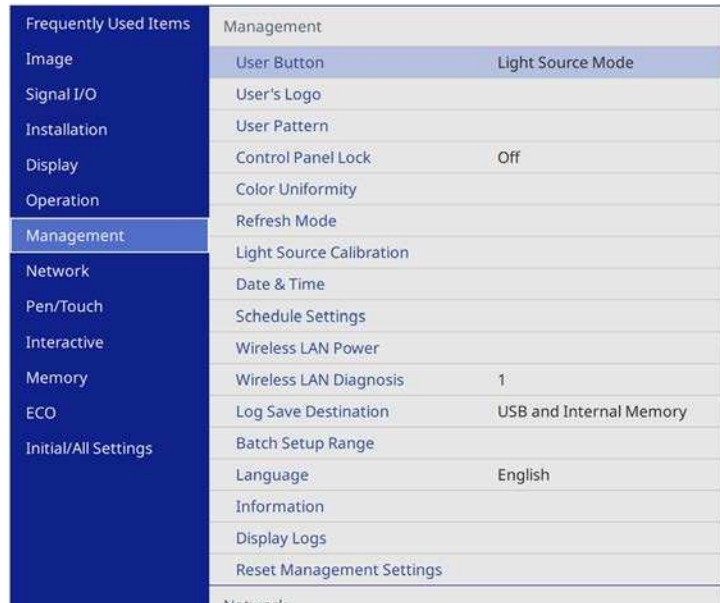 Frequently Used Items
Image
Signal I/O
Installation
Display
Operation
Management
Network
Pen/Touch
Interactive
Memory
ECO
Initial/All Settings
Management
User Button Light Source Mode
User's Logo
User Pattern
Control Panel Lock Off
Color Uniformity
Refresh Mode
Light Source Calibration
Date & Time
Schedule Settings
Wireless LAN Power
Wireless LAN Diagnosis 1
Log Save Destination USB and Internal Memory
Batch Setup Range
Language English
Information
Display Logs
Reset Management Settings
Network